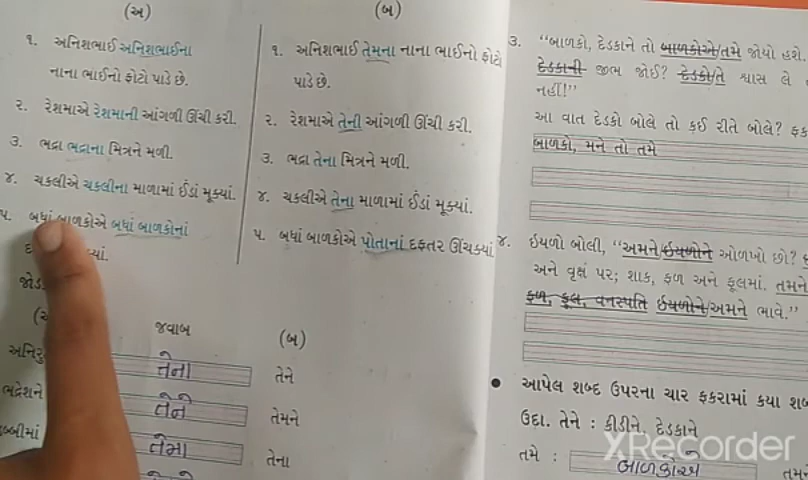 (અ)
૧. અનિશભાઈ અનિશભાઈના
નાના ભાઈનો ફોટો પાડે છે.
૨. રેશમાએ રેશમાની આંગળી ઊંચી કરી.
૩. ભદ્રા ભદ્રાના મિત્રને મળી.
૪. ચકલીએ ચકલીના માળામાં ઈંડાં મૂક્યાં.
૫. બધાં બાળકોએ બધાં બાળકોનાં
(બ)
૧. અનિશભાઈ તેમના નાના ભાઈનો ફોટો
પાડે છે.
૨. રેશમાએ તેની આંગળી ઊંચી કરી.
૩. ભદ્રા તેના મિત્રને મળી.
૪. ચકલીએ તેના માળામાં ઈંડાં મૂક્યાં.
૫. બધાં બાળકોએ પોતાનાં દફતર ઊંચક્યાં
જવાબ
(બ)
તેના
તેને
તેને
ભદ્રેશને
તેમને
તેમા
તેના
૩. “બાળકો, દેડકાને તો બાળકોએ/તમે જોયો હશે.
દેડકાની જીભ જોઈ? દેડકો/તે શ્વાસ લે
નહીં!”
આ વાત દેડકો બોલે તો કઈ રીતે બોલે?
બાળકો, મને તો તમે
૪. ઈયળો બોલી, “અમને/ઈયળોને ઓળખો છો?
અને વૃક્ષ પર; શાક, ફળ અને ફૂલમાં. તમને
ફળ, ફૂલ, વનસ્પતિ ઈયળોને/અમને ભાવે.”
• આપેલ શબ્દ ઉપરના ચાર ફકરામાં કયા
ઉદા. તેને : કીડીને, દેડકાને
તમે : બાળકોએ
XRecorder